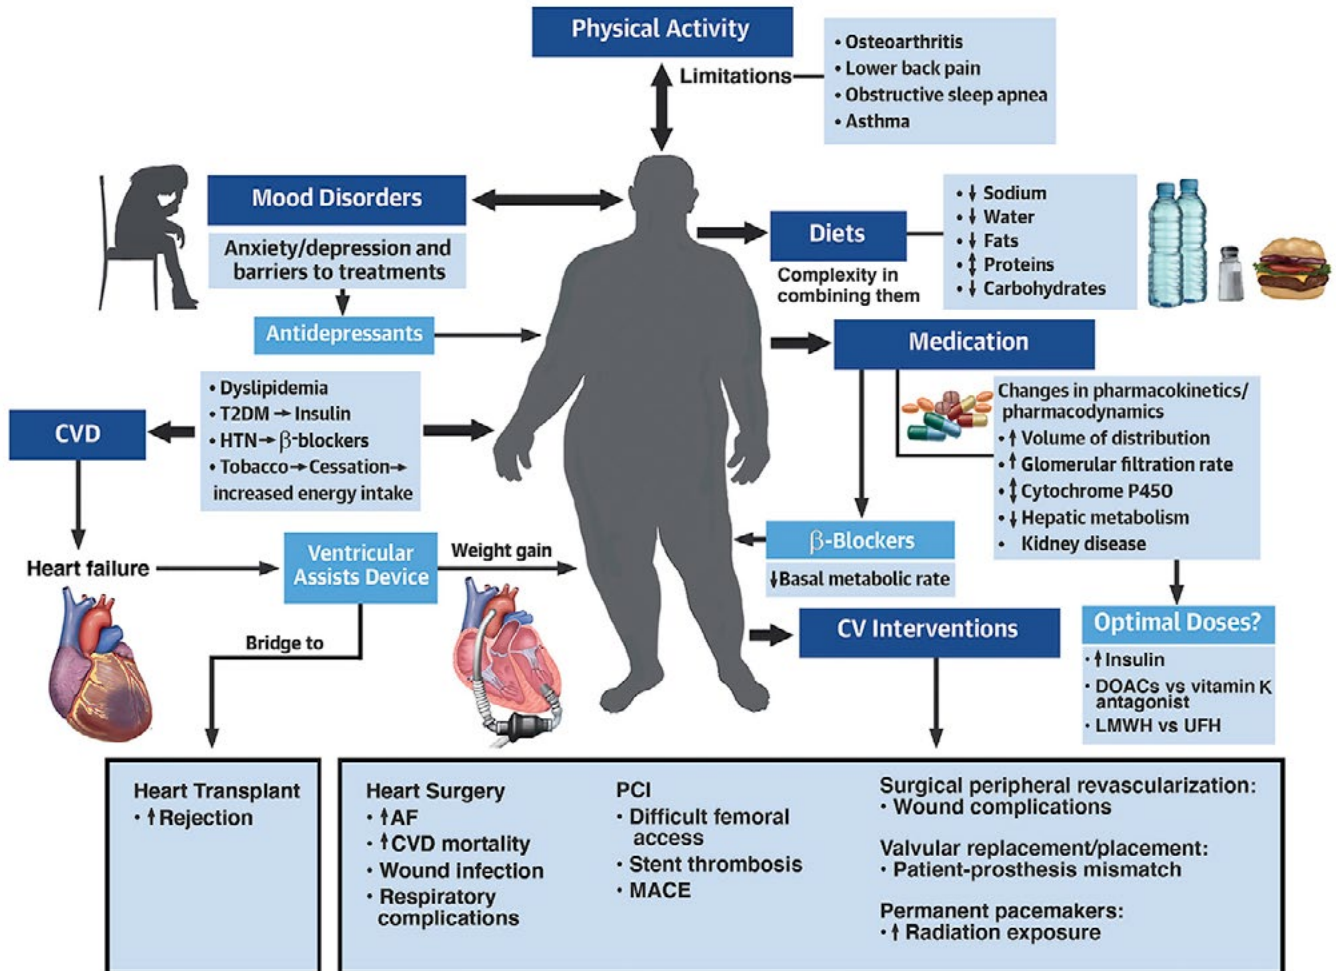 Physical Activity
Limitations
• Osteoarthritis
• Lower back pain
• Obstructive sleep apnea
• Asthma
Mood Disorders
Anxiety/depression and
barriers to treatments
Antidepressants
Diets
Complexity in
combining them
• ↓ Sodium
• ↓ Water
• ↓ Fats
• ↕ Proteins
• ↓ Carbohydrates
Medication
Changes in pharmacokinetics/
pharmacodynamics
• ↑ Volume of distribution
• ↑ Glomerular filtration rate
• ↕ Cytochrome P450
• ↓ Hepatic metabolism
• Kidney disease
CVD
• Dyslipidemia
• T2DM → Insulin
• HTN → β-blockers
• Tobacco → Cessation →
increased energy intake
Heart failure
Ventricular
Assists Device
Weight gain
Bridge to
β-Blockers
↓Basal metabolic rate
CV Interventions
Optimal Doses?
• ↑ Insulin
• DOACs vs vitamin K
antagonist
• LMWH vs UFH
Heart Transplant
• ↑ Rejection
Heart Surgery
• ↑AF
• ↑CVD mortality
• Wound infection
• Respiratory
complications
PCI
• Difficult femoral
access
• Stent thrombosis
• MACE
Surgical peripheral revascularization:
• Wound complications
Valvular replacement/placement:
• Patient-prosthesis mismatch
Permanent pacemakers:
• ↑ Radiation exposure